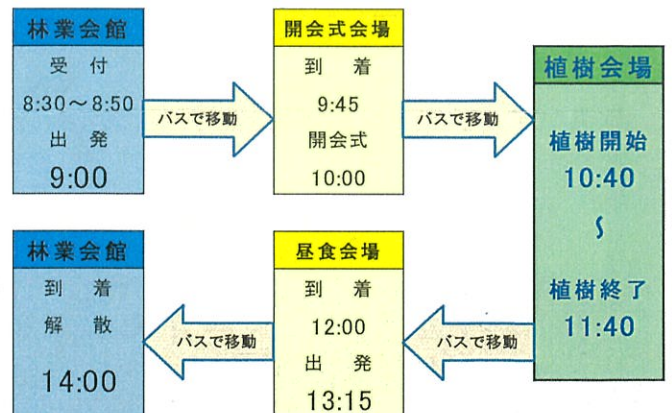 林業会館
受付
8:30～8:50
出発
9:00
バスで移動
開会式会場
到着
9:45
開会式
10:00
バスで移動
植樹会場
植樹開始
10:40
～
植樹終了
11:40
バスで移動
昼食会場
到着
12:00
出発
13:15
バスで移動
林業会館
到着
解散
14:00